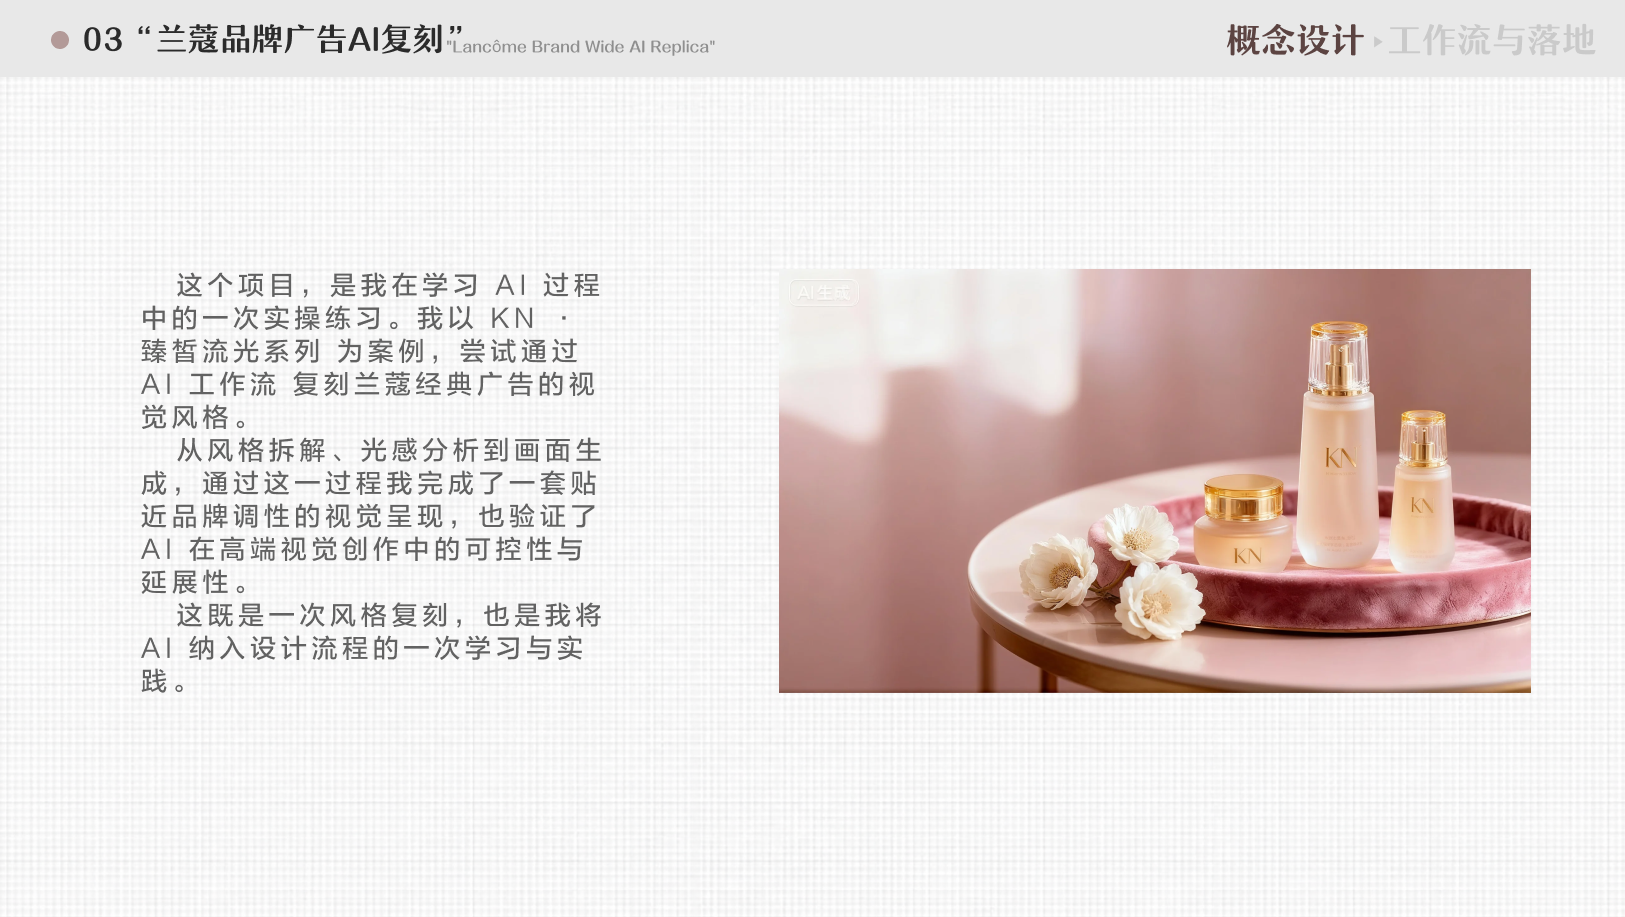 03 “兰蔻品牌广告AI复刻”
"Lancôme Brand Wide AI Replica"
概念设计 ▸ 工作流与落地
这个项目，是我在学习 AI 过程
中的一次实操练习。我以 KN ·
臻皙流光系列 为案例，尝试通过
AI 工作流 复刻兰蔻经典广告的视
觉风格。
从风格拆解、光感分析到画面生
成，通过这一过程我完成了一套贴
近品牌调性的视觉呈现，也验证了
AI 在高端视觉创作中的可控性与
延展性。
这既是一次风格复刻，也是我将
AI 纳入设计流程的一次学习与实
践。
AI 生成
KN
KN
KN